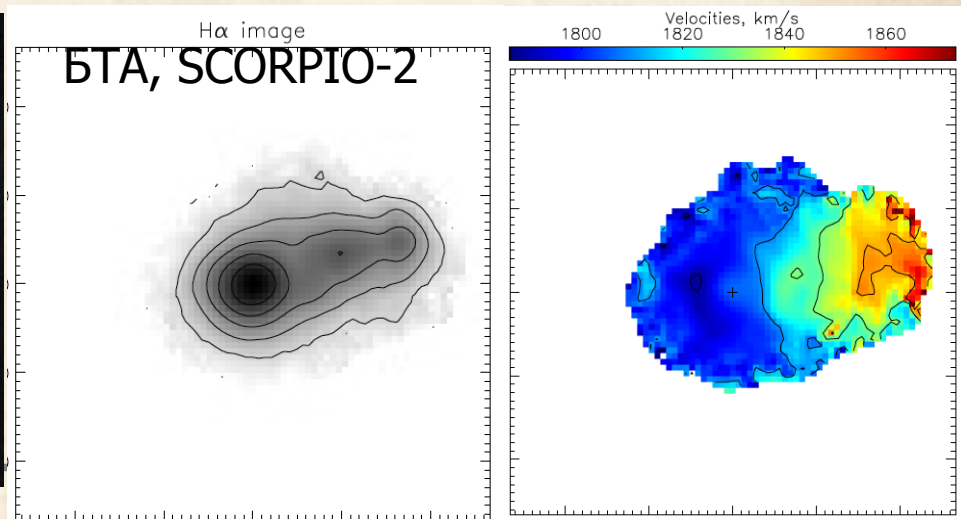 Hα image
БТА, SCORPIO-2
Velocities, km/s
1800 1820 1840 1860